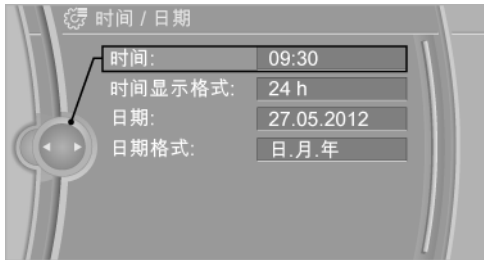 时间 / 日期
时间: 09:30
时间显示格式: 24 h
日期: 27.05.2012
日期格式: 日.月.年